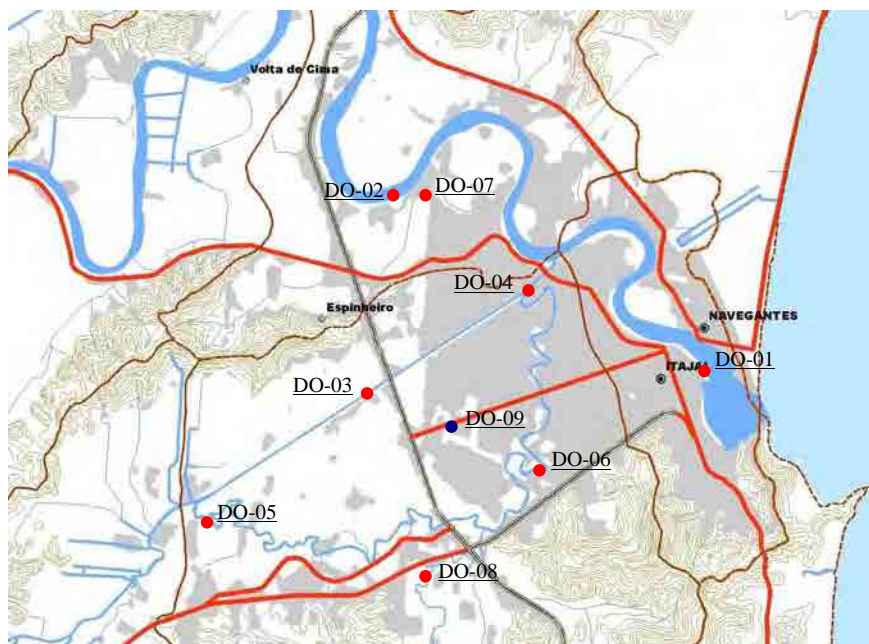 Volta de Cima
DO-02
DO-07
DO-04
Espinheiro
NAVEGANTES
DO-01
ITAJAÍ
DO-03
DO-09
DO-06
DO-05
DO-08